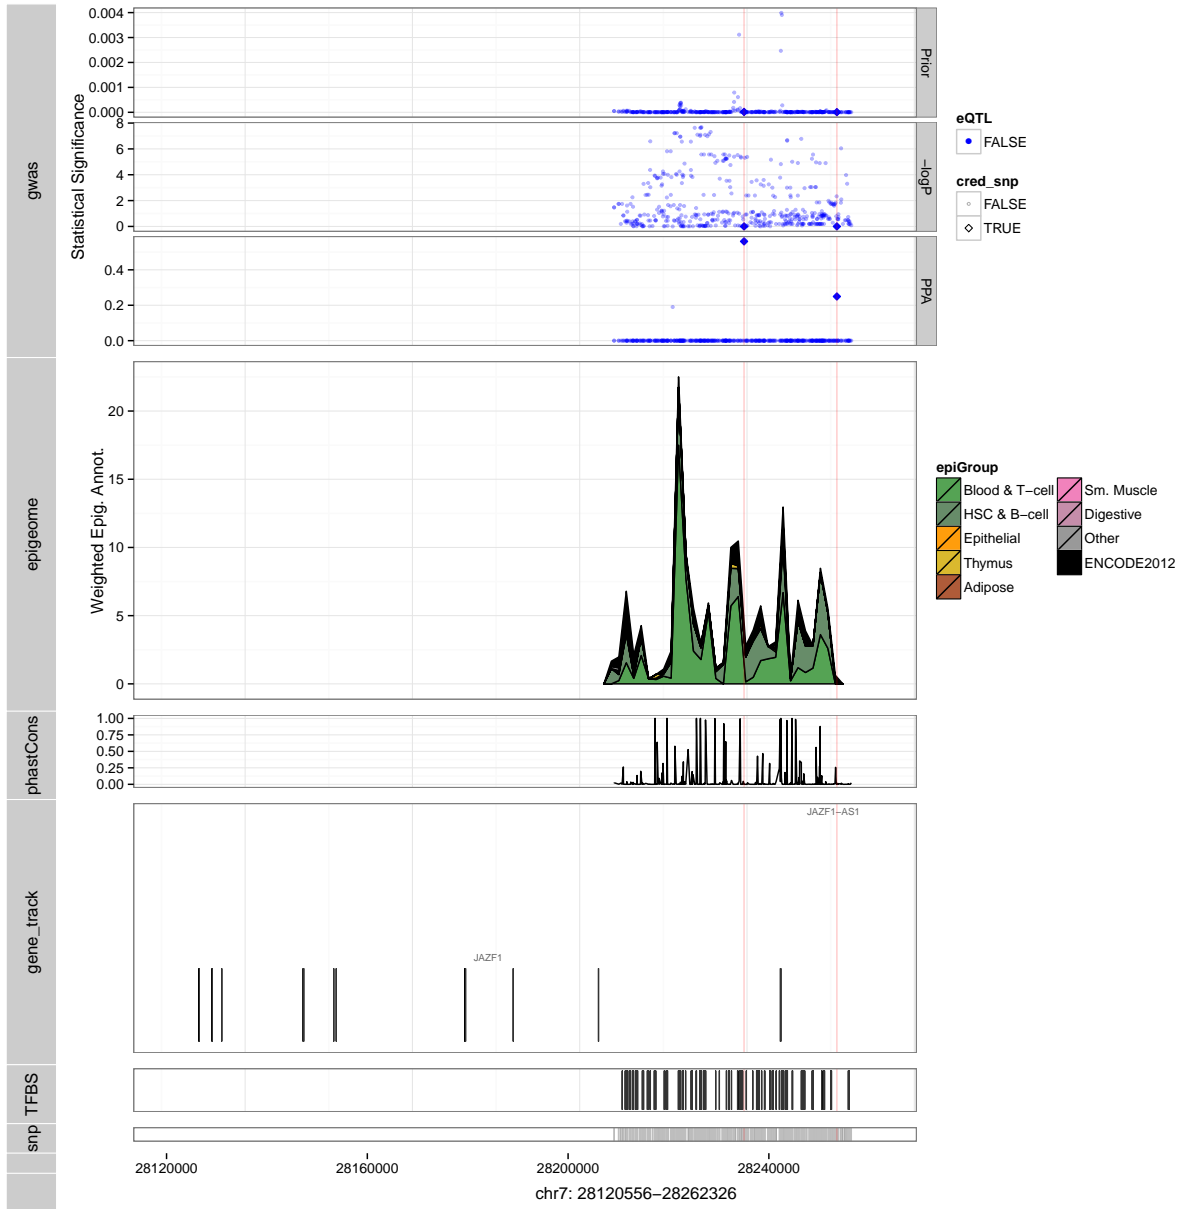 gwas
Statistical Significance
0.004
0.003
0.002
0.001
0.000
Prior
8
6
4
2
0
−logP
0.4
0.2
0.0
PPA
eQTL
FALSE
cred_snp
FALSE
TRUE
epigeome
Weighted Epig. Annot.
20
15
10
5
0
epiGroup
Blood & T−cell
HSC & B−cell
Epithelial
Thymus
Adipose
Sm. Muscle
Digestive
Other
ENCODE2012
phastCons
1.00
0.75
0.50
0.25
0.00
gene_track
JAZF1−AS1
JAZF1
TFBS
snp
28120000 28160000 28200000 28240000
chr7: 28120556−28262326